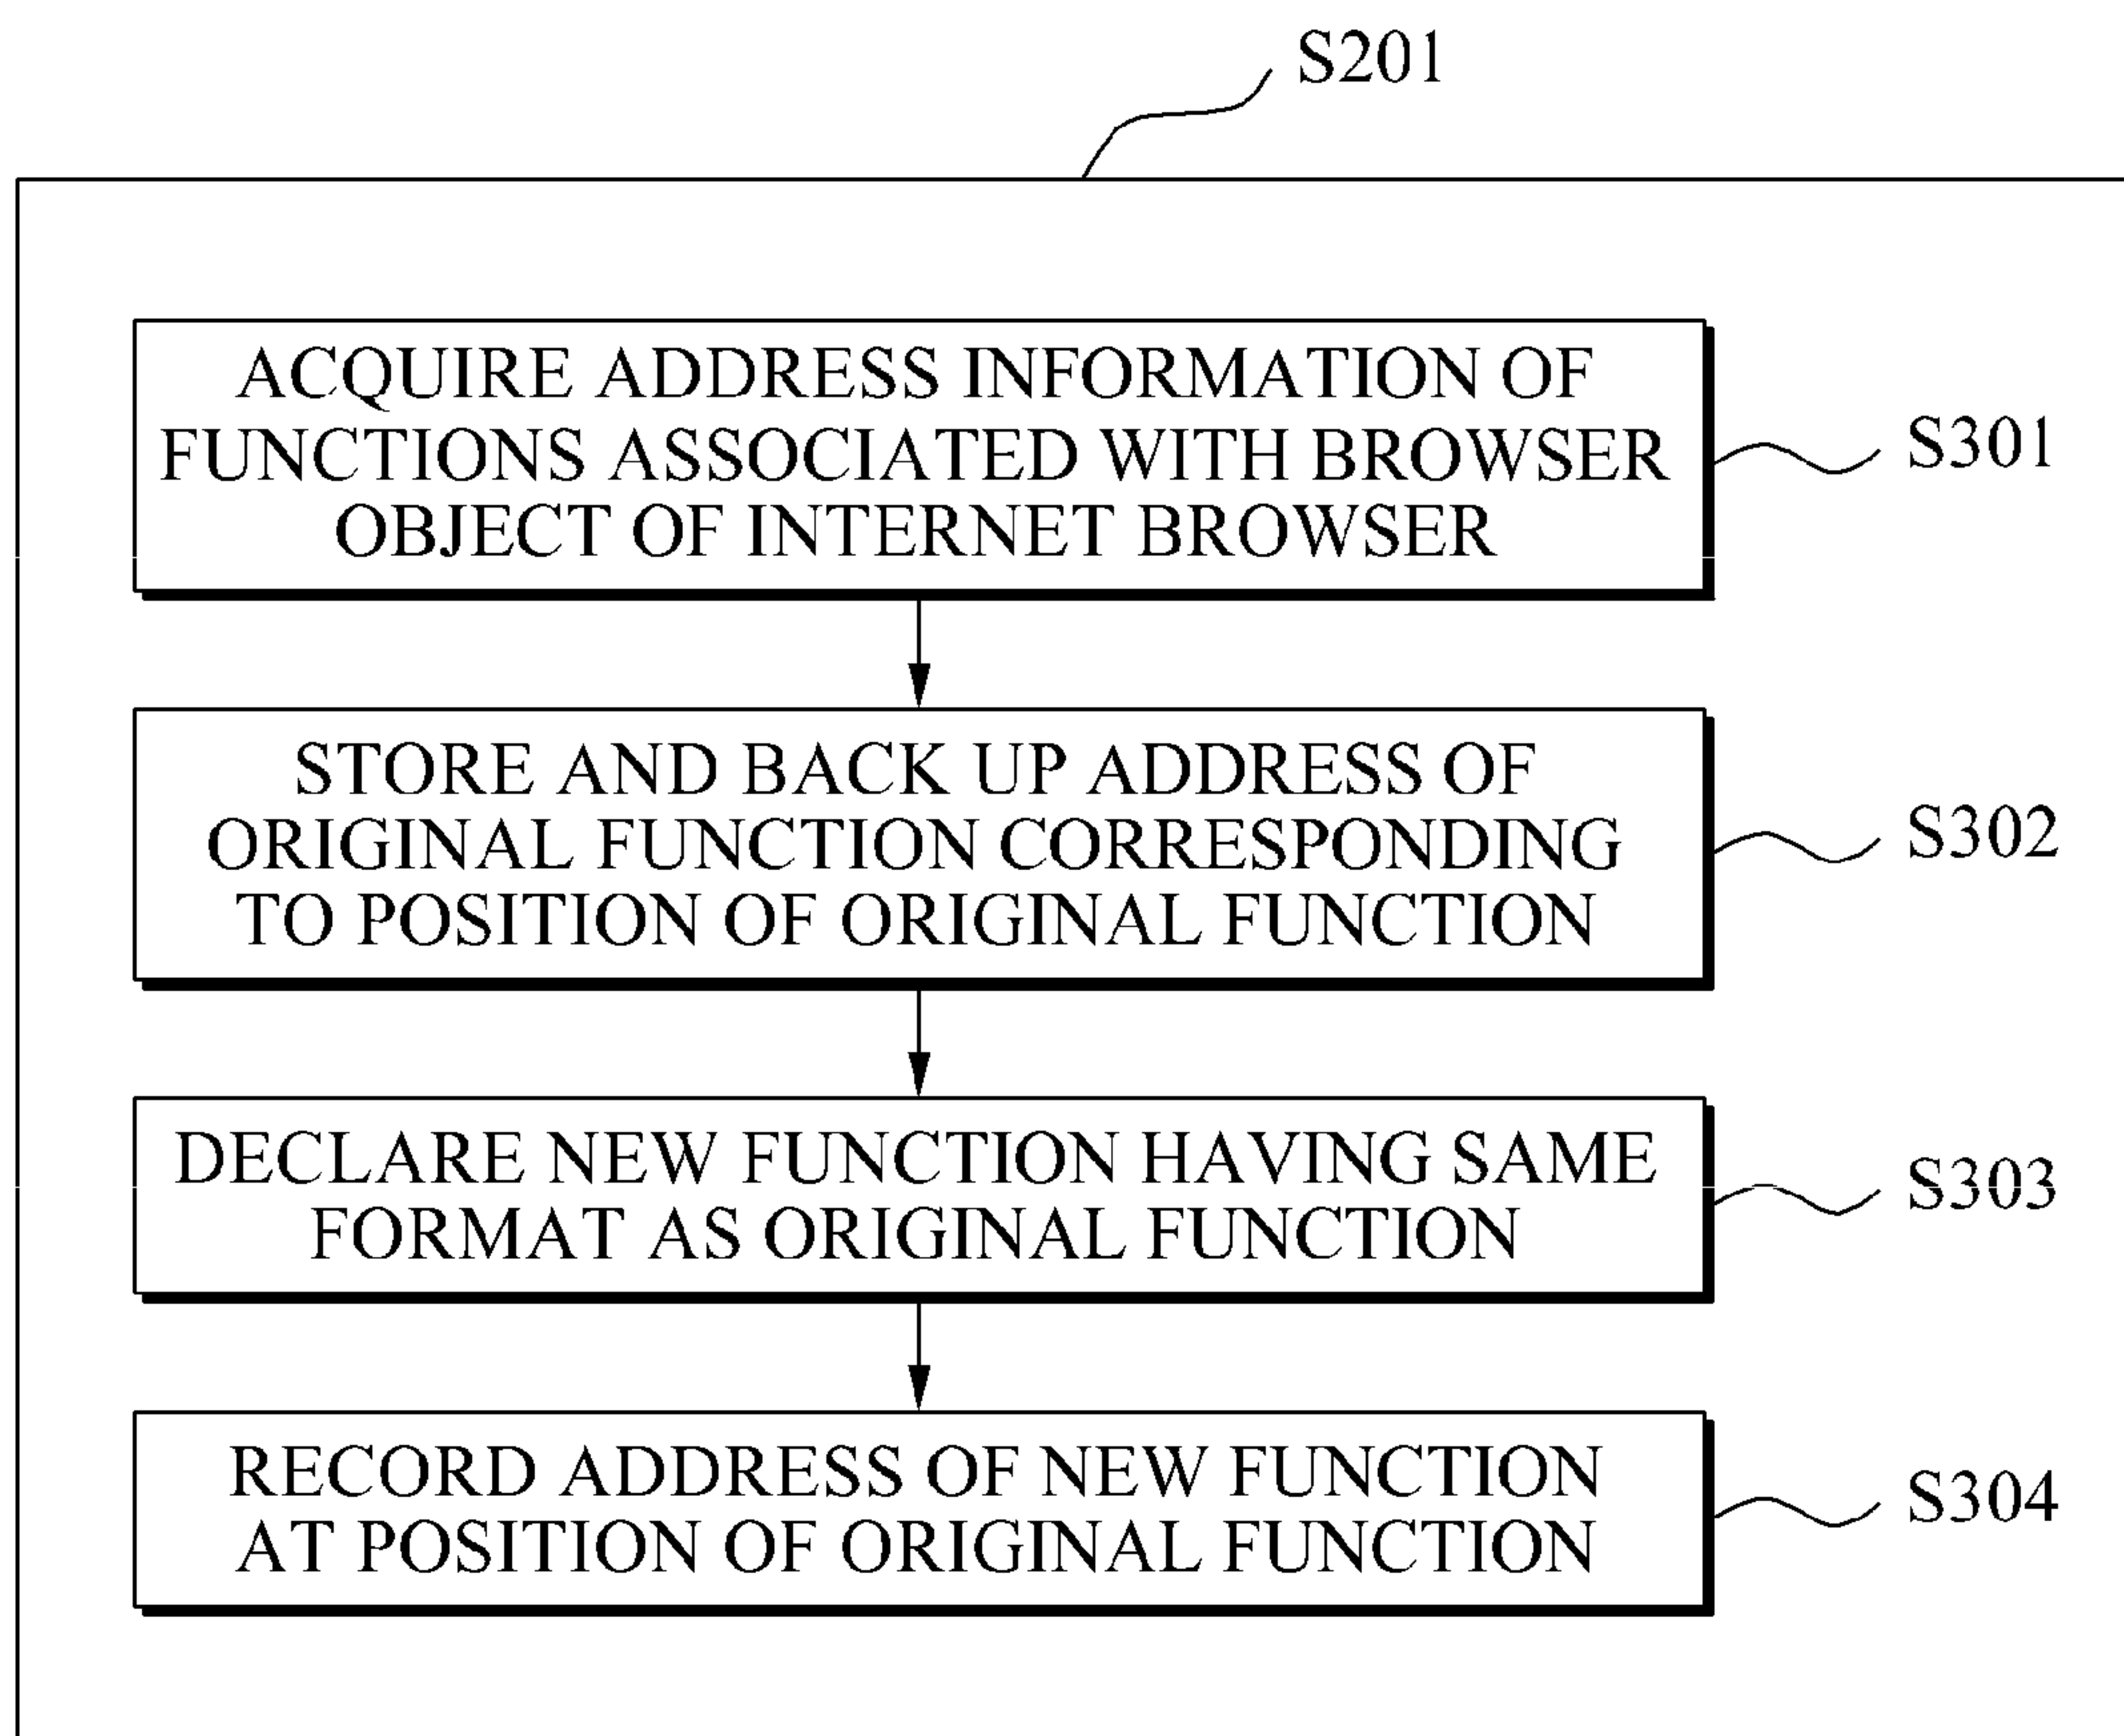 S201
ACQUIRE ADDRESS INFORMATION OF
FUNCTIONS ASSOCIATED WITH BROWSER
OBJECT OF INTERNET BROWSER
S301
STORE AND BACK UP ADDRESS OF
ORIGINAL FUNCTION CORRESPONDING
TO POSITION OF ORIGINAL FUNCTION
S302
DECLARE NEW FUNCTION HAVING SAME
FORMAT AS ORIGINAL FUNCTION
S303
RECORD ADDRESS OF NEW FUNCTION
AT POSITION OF ORIGINAL FUNCTION
S304